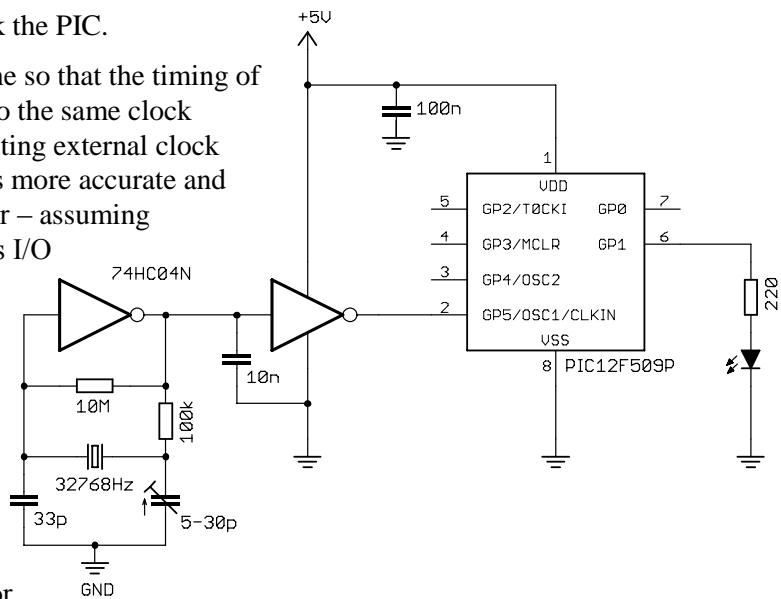 k the PIC.
ne so that the timing of
o the same clock
ting external clock
s more accurate and
r – assuming
s I/O
+5V
100n
1
VDD
5 GP2/T0CKI GP0 7
4 GP3/MCLR GP1 6
3 GP4/OSC2
2 GP5/OSC1/CLKIN
VSS
8 PIC12F509P
220
74HC04N
10n
10M
100k
32768Hz
33p
5-30p
GND
or